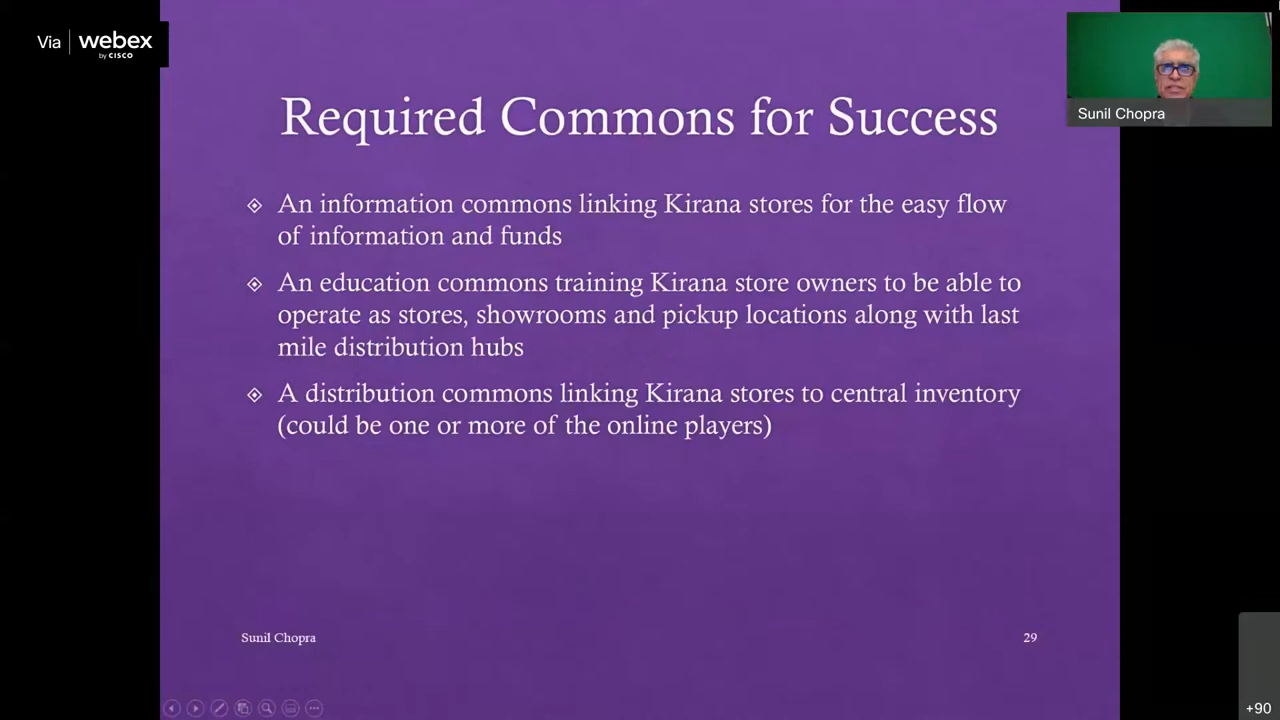 Via webex
by CISCO
Sunil Chopra
Required Commons for Success
An information commons linking Kirana stores for the easy flow
of information and funds
An education commons training Kirana store owners to be able to
operate as stores, showrooms and pickup locations along with last
mile distribution hubs
A distribution commons linking Kirana stores to central inventory
(could be one or more of the online players)
Sunil Chopra
29
+90